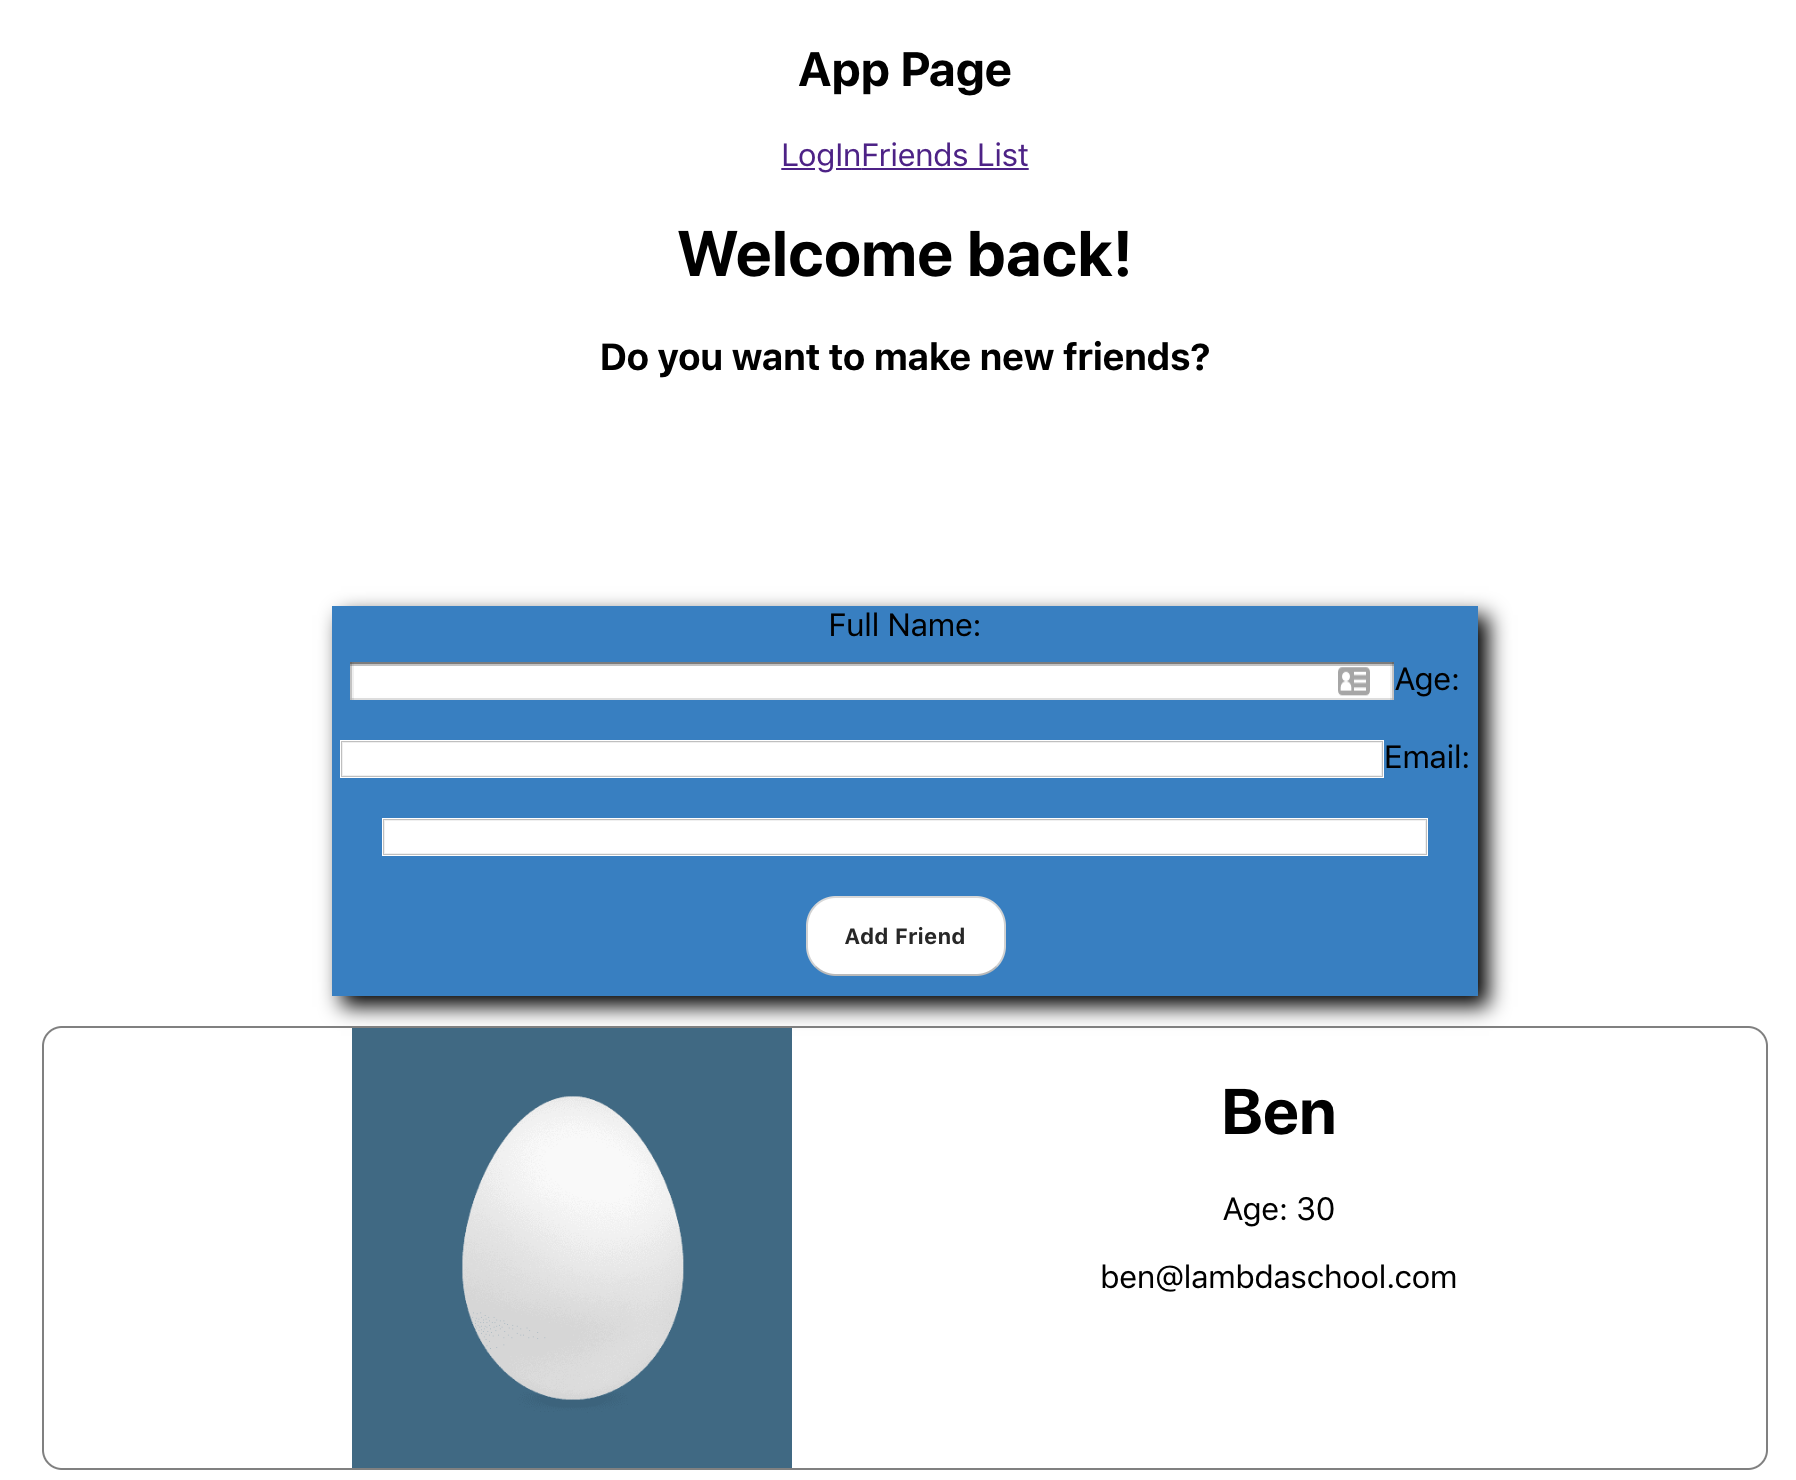 App Page
LogInFriends List
Welcome back!
Do you want to make new friends?
Full Name:
Age:
Email:
Add Friend
Ben
Age: 30
ben@lambdaschool.com